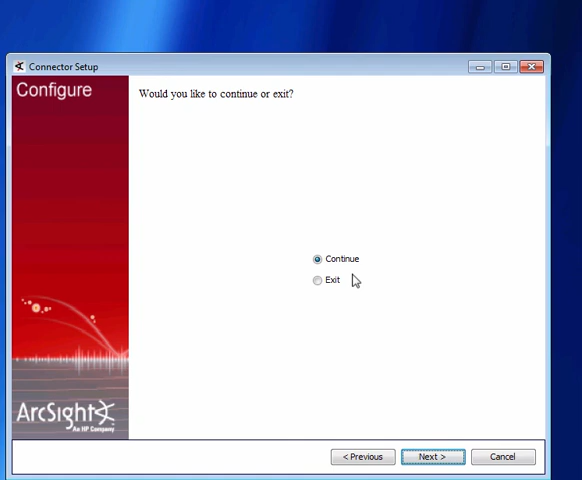 Connector Setup
Configure
Would you like to continue or exit?
Continue
Exit
ArcSight
An HP Company
< Previous
Next >
Cancel